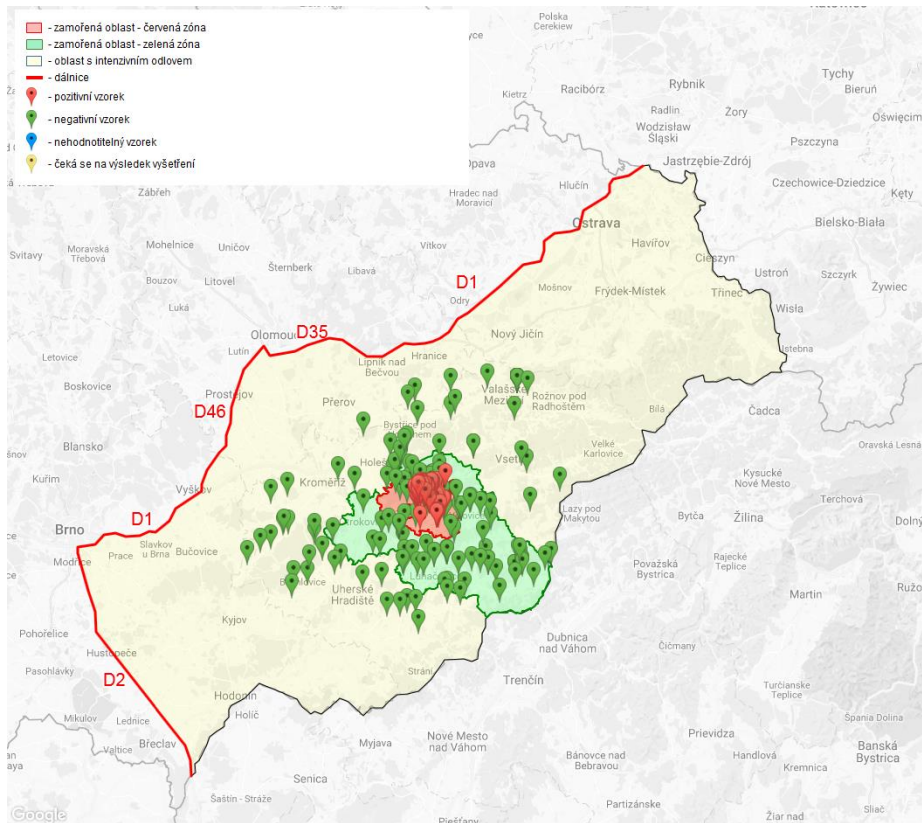 - zamořená oblast - červená zóna
- zamořená oblast - zelená zóna
- oblast s intenzivním odlovem
- dálnice
- pozitivní vzorek
- negativní vzorek
- nehodnotitelný vzorek
- čeká se na výsledek vyšetření
Polska
Cerekiew
Kietrz
Racibórz
Rybnik
Tychy
Bieruń
Oświęcim
Radlin
Żory
Wodzisław
Śląski
Pszczyna
Jastrzębie-Zdrój
Opava
Hlučín
Hradec nad
Moravicí
Czechowice-Dziedzice
Kęty
Zábřeh
Ostrava
Bielsko-Biała
Svitavy
Moravská
Třebová
Mohelnice
Uničov
Šternberk
Vítkov
Havířov
Cieszyn
Ustroń
Szczyrk
Bouzov
Litovel
Libavá
D1
Odry
Mošnov
Frýdek-Místek
Třinec
Żywiec
Wisła
Luká
Olomouc
D35
Nový Jičín
Istebna
Letovice
Lutín
Lipník nad
Bečvou
Hranice
Boskovice
Prostějov
Přerov
Valašské
Rožnov pod
Radhoštěm
Bílá
Čadca
D46
Bystřice pod
Oravská Lesná
Blansko
Holeš
Vset
Velké
Karlovice
Kuřim
Kroměříž
Kysucké
Nové Mesto
Terchová
Vyškov
Lazy pod
Makytou
Bytča
Žilina
Dolný
Brno
D1
Slavkov
u Brna
Modřice
Prace
Bučovice
Považská
Bystrica
Rajecké
Teplice
Martin
Uherské
Hradiště
Pohořelice
Kyjov
Dubnica
nad Váhom
Čičmany
Hustopeče
Pasohlávky
D2
Strání
Trenčín
Turčianske
Teplice
Mikulov
Lednice
Hodonín
Holíč
Prievidza
Španía Dolina
Valtice
Břeclav
Myjava
Nové Mesto
nad Váhom
Bánovce nad
Bebravou
Handlová
Kremnica
Banská
Bystrica
Senica
Šaštín - Stráže
Partizánske
Google
Piešťany
Žiar nad
Sliač